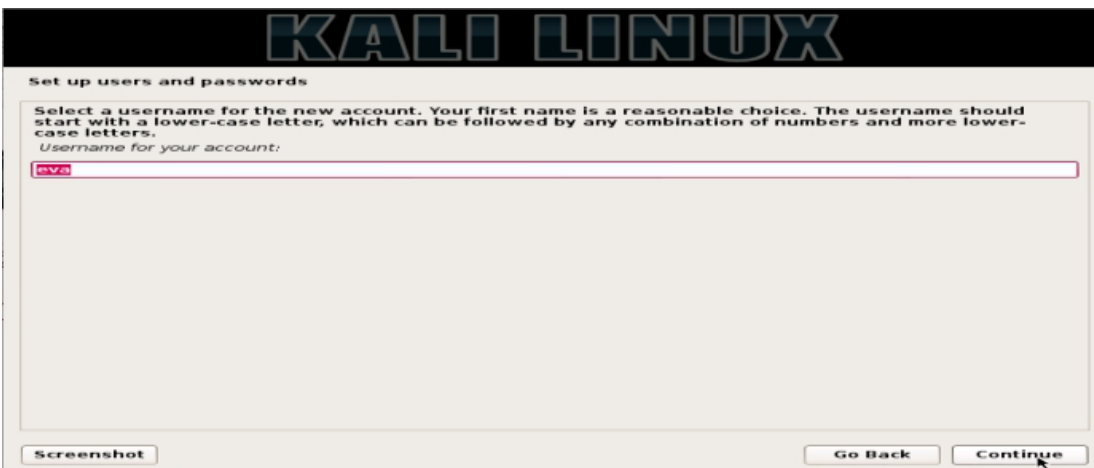 KALI LINUX
Set up users and passwords
Select a username for the new account. Your first name is a reasonable choice. The username should
start with a lower-case letter, which can be followed by any combination of numbers and more lower-
case letters.
Username for your account:
eva
Screenshot
Go Back
Continue